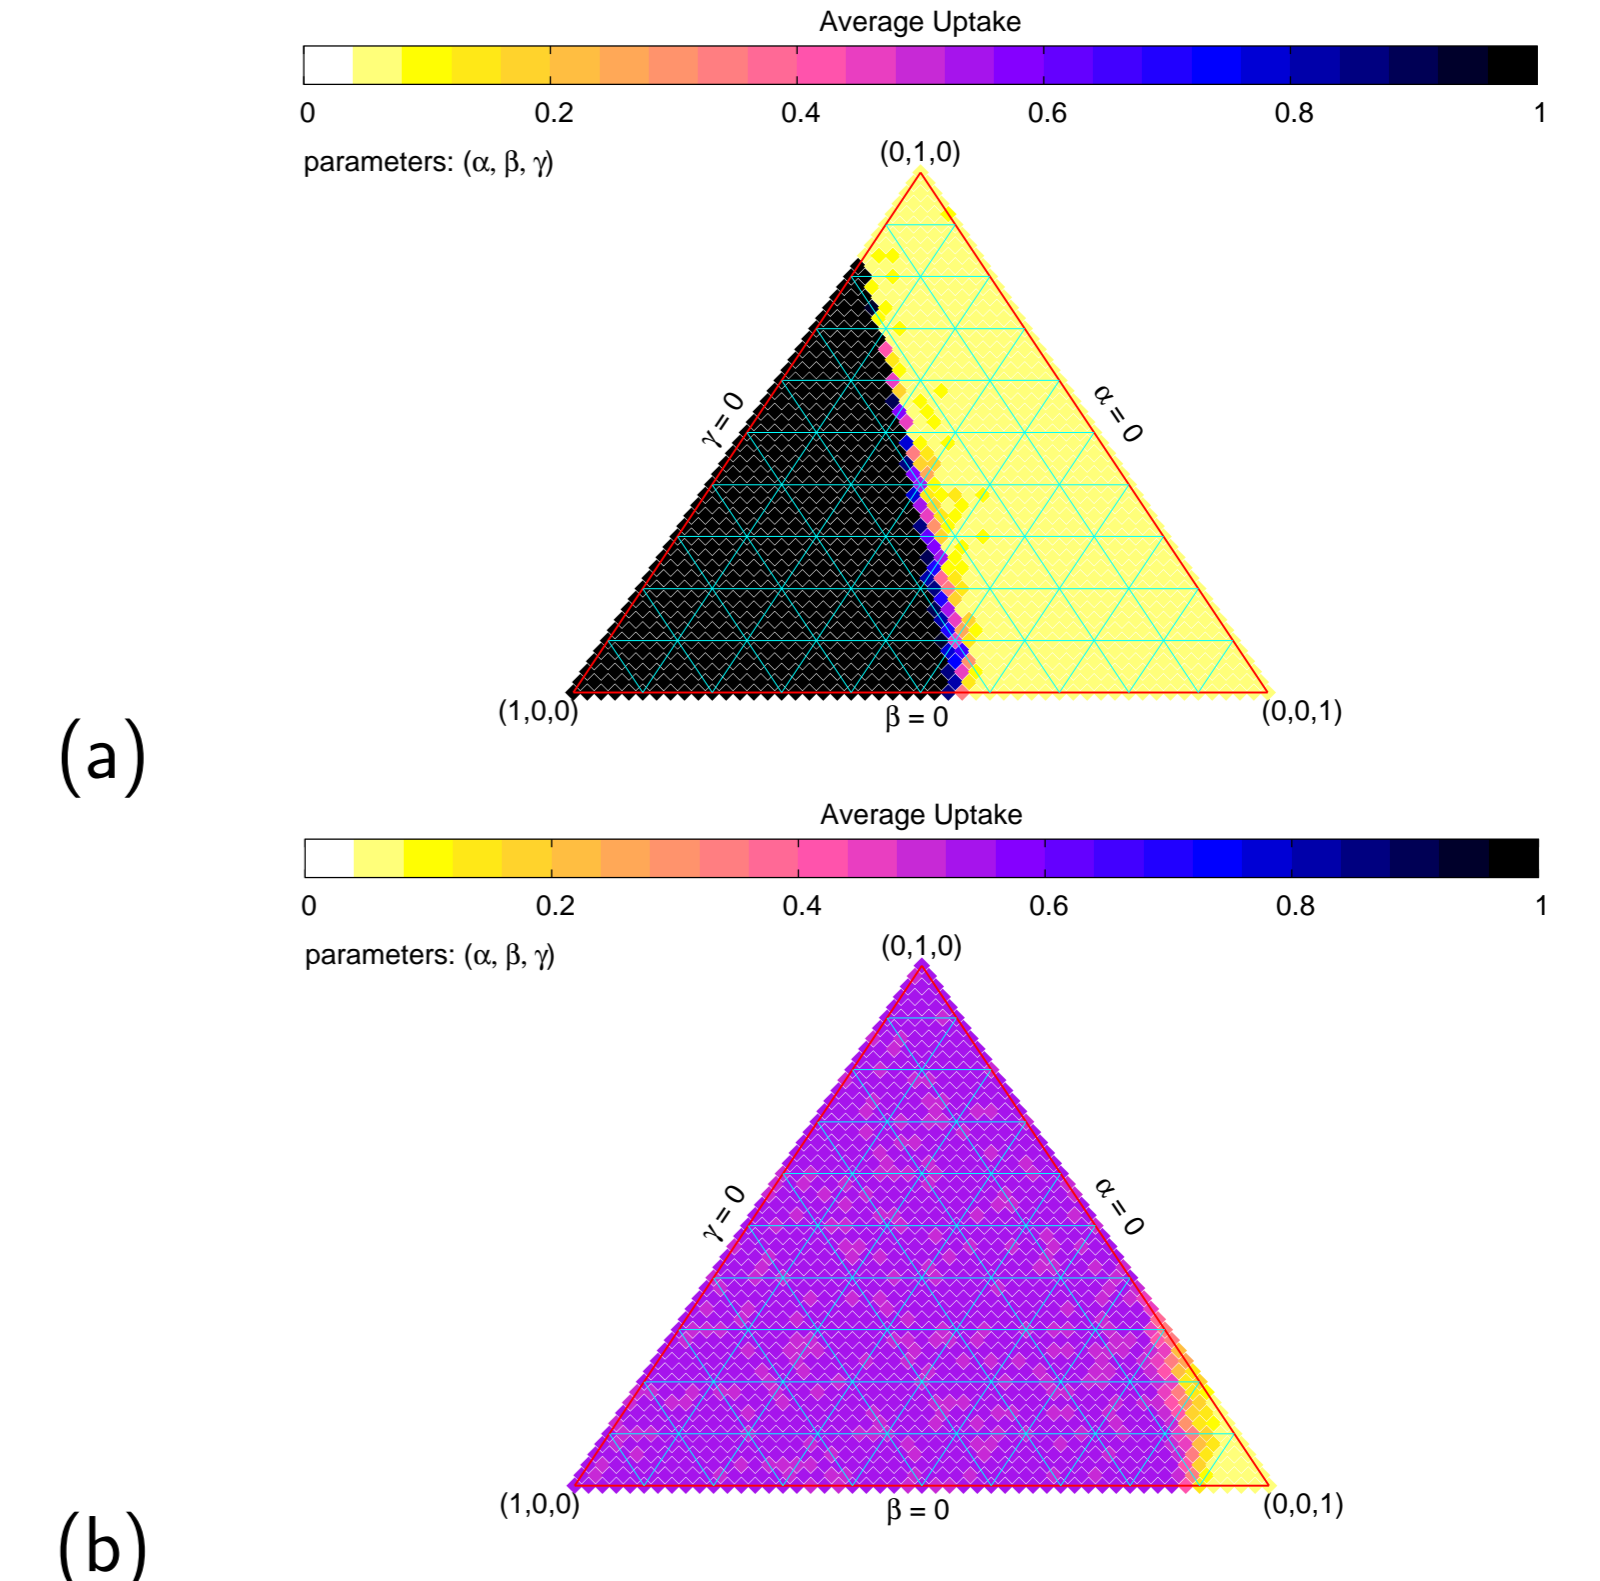 Average Uptake
0 0.2 0.4 0.6 0.8 1
parameters: (α, β, γ)
(0,1,0)
γ = 0
α = 0
(1,0,0)
β = 0
(0,0,1)
(a)
Average Uptake
0 0.2 0.4 0.6 0.8 1
parameters: (α, β, γ)
(0,1,0)
γ = 0
α = 0
(1,0,0)
β = 0
(0,0,1)
(b)